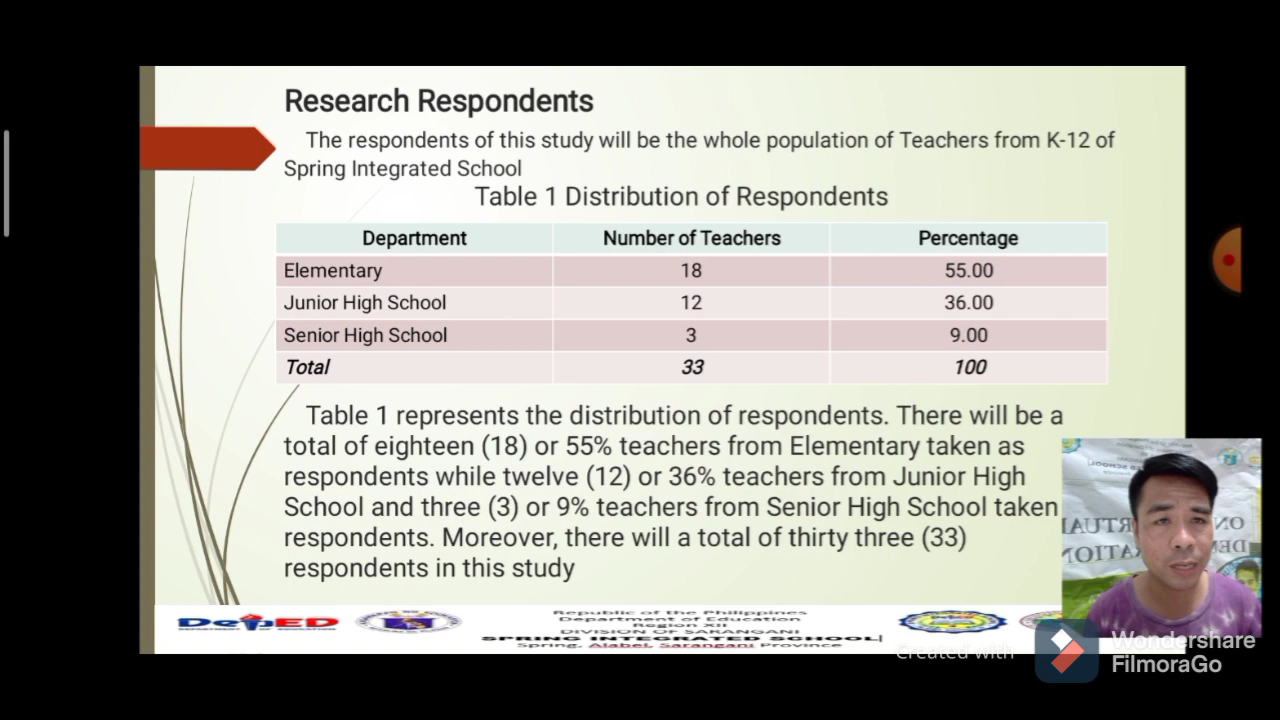 Research Respondents
The respondents of this study will be the whole population of Teachers from K-12 of
Spring Integrated School
Table 1 Distribution of Respondents
Department Number of Teachers Percentage
Elementary 18 55.00
Junior High School 12 36.00
Senior High School 3 9.00
Total 33 100
Table 1 represents the distribution of respondents. There will be a
total of eighteen (18) or 55% teachers from Elementary taken as
respondents while twelve (12) or 36% teachers from Junior High
School and three (3) or 9% teachers from Senior High School taken
respondents. Moreover, there will a total of thirty three (33)
respondents in this study
DepED
DEPARTMENT OF EDUCATION
Republic of the Philippines
Department of Education
Region XII
DIVISION OF SARANGANI
SPRING INTEGRATED SCHOOL
Spring, Alabel, Sarangani Province
Created with
Wondershare
FilmoraGo